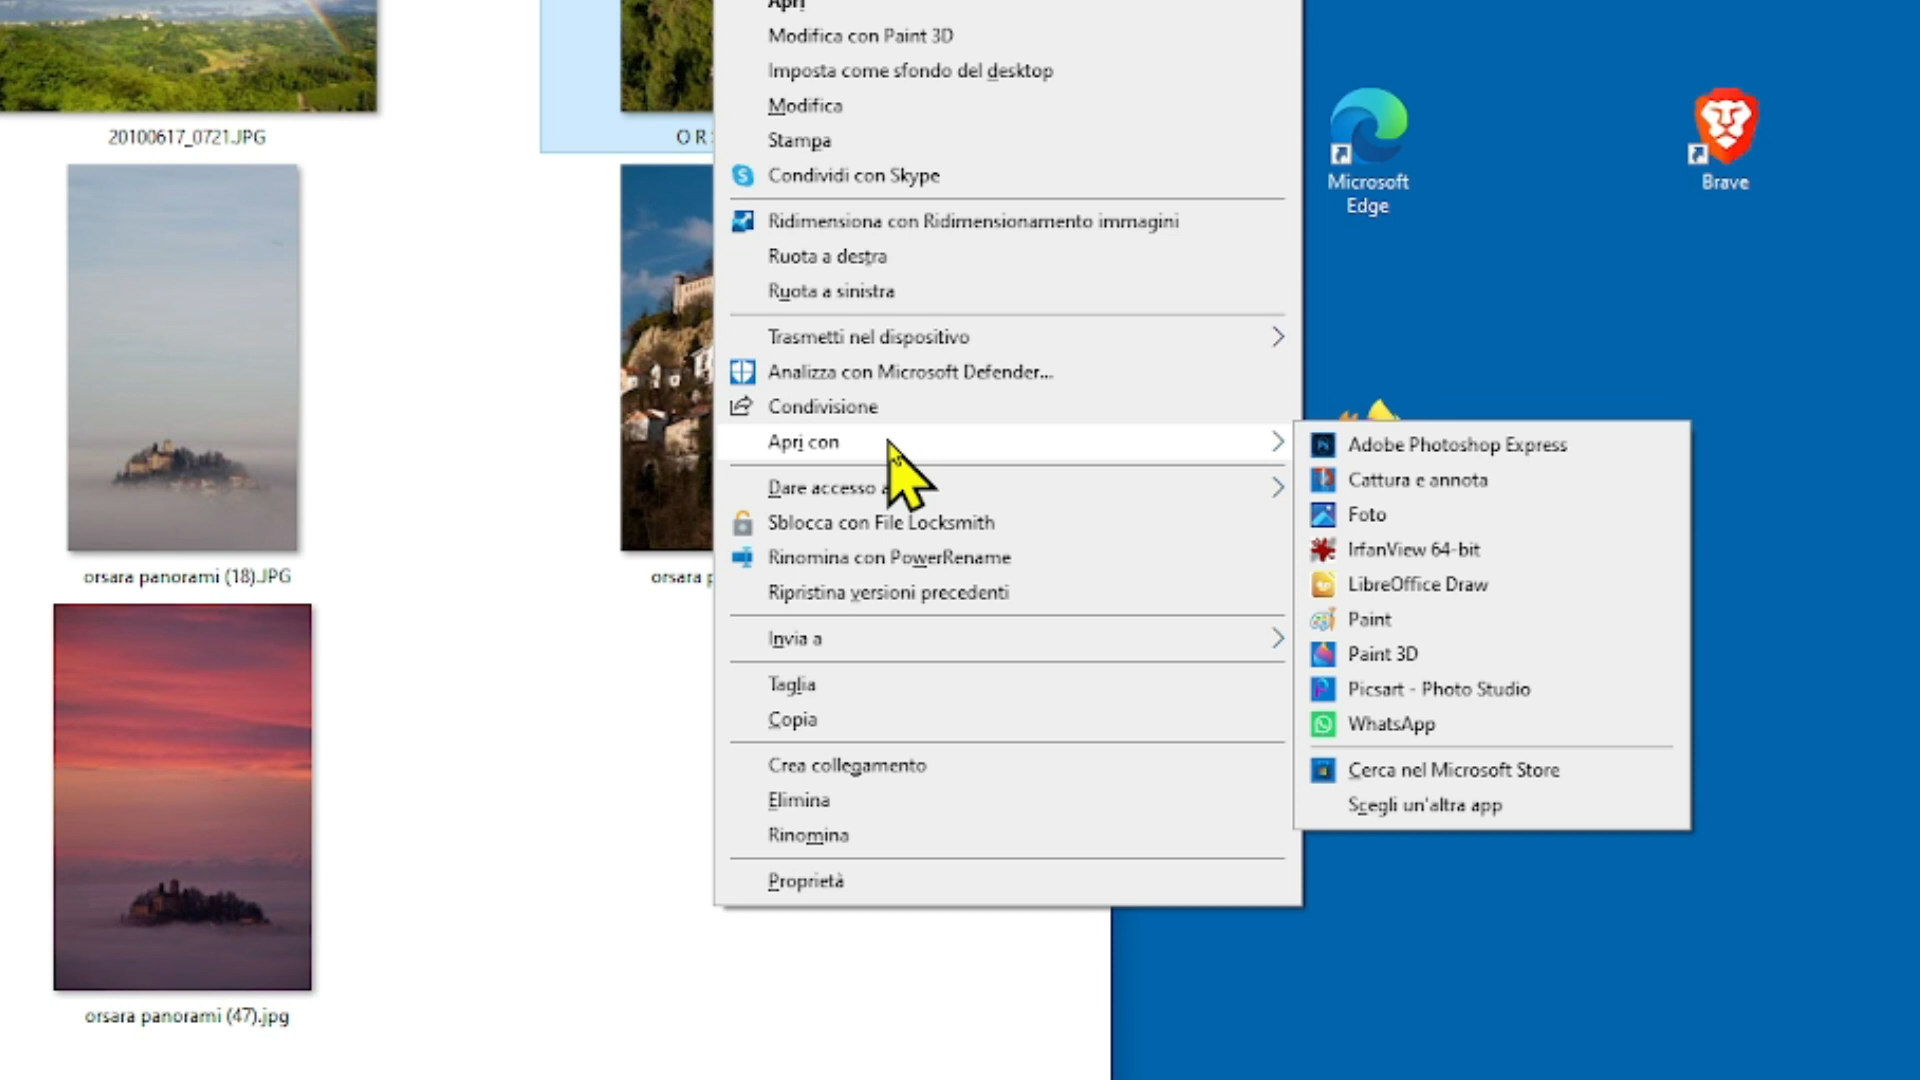 Apri
Modifica con Paint 3D
Imposta come sfondo del desktop
Modifica
Stampa
Condividi con Skype
Ridimensiona con Ridimensionamento immagini
Ruota a destra
Ruota a sinistra
Trasmetti nel dispositivo
Analizza con Microsoft Defender...
Condivisione
Apri con
Dare accesso
Sblocca con File Locksmith
Rinomina con PowerRename
Ripristina versioni precedenti
Invia a
Taglia
Copia
Crea collegamento
Elimina
Rinomina
Proprietà
Adobe Photoshop Express
Cattura e annota
Foto
IrfanView 64-bit
LibreOffice Draw
Paint
Paint 3D
Picsart - Photo Studio
WhatsApp
Cerca nel Microsoft Store
Scegli un'altra app
20100617_0721.JPG
O R
orsara panorami (18).JPG
orsara p
orsara panorami (47).jpg
Microsoft
Edge
Brave